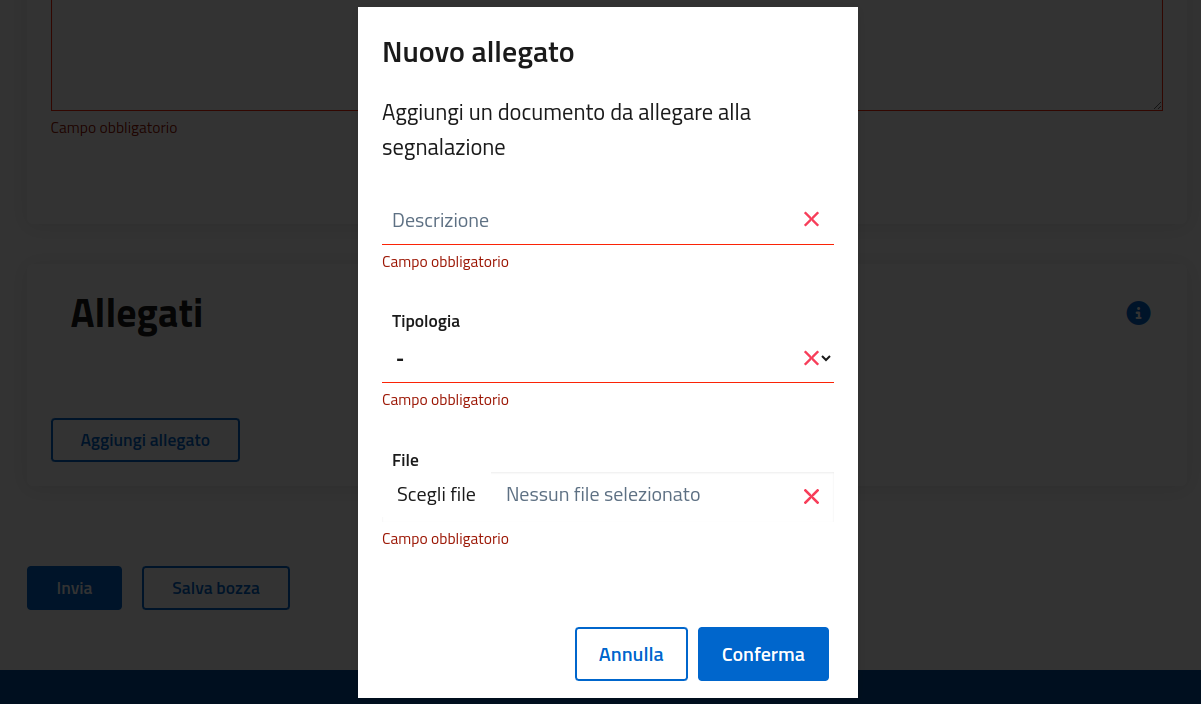 Nuovo allegato
Aggiungi un documento da allegare alla
segnalazione
Descrizione
Campo obbligatorio
Tipologia
-
Campo obbligatorio
File
Scegli file Nessun file selezionato
Campo obbligatorio
Annulla Conferma
Campo obbligatorio
Allegati
Aggiungi allegato
Invia Salva bozza